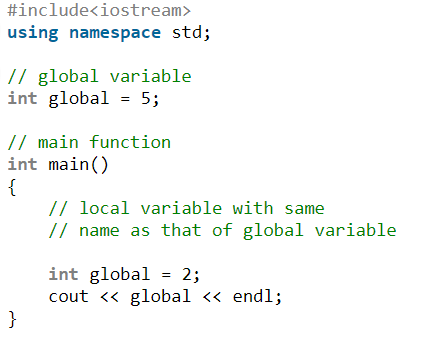 #include<iostream>
using namespace std;
// global variable
int global = 5;
// main function
int main()
{
// local variable with same
// name as that of global variable
int global = 2;
cout << global << endl;
}